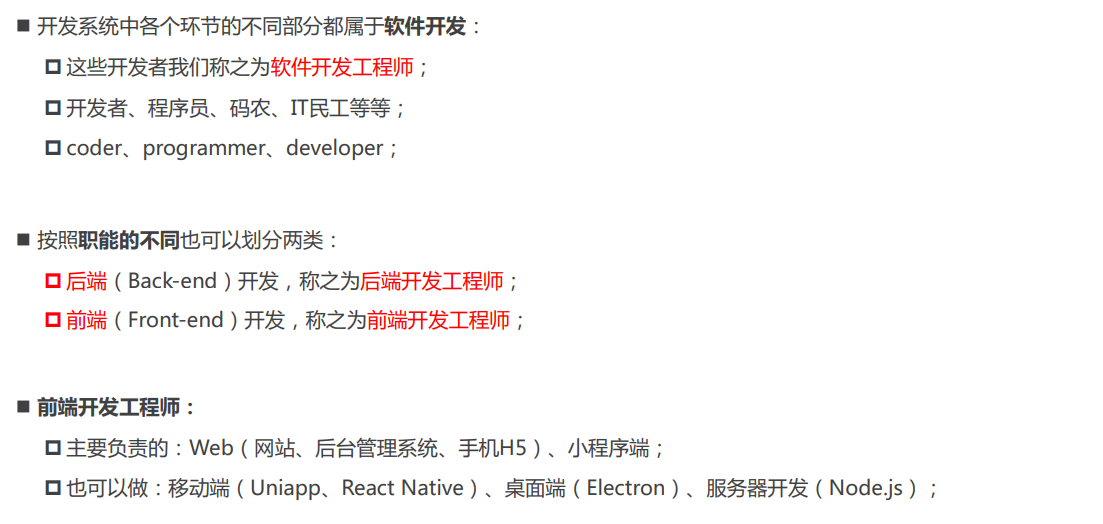 ■ 开发系统中各个环节的不同部分都属于软件开发：
这些开发者我们称之为软件开发工程师；
开发者、程序员、码农、IT民工等等；
coder、programmer、developer；
■ 按照职能的不同也可以划分两类：
后端（Back-end）开发，称之为后端开发工程师；
前端（Front-end）开发，称之为前端开发工程师；
■ 前端开发工程师：
主要负责的：Web（网站、后台管理系统、手机H5）、小程序端；
也可以做：移动端（Uniapp、React Native）、桌面端（Electron）、服务器开发（Node.js）；